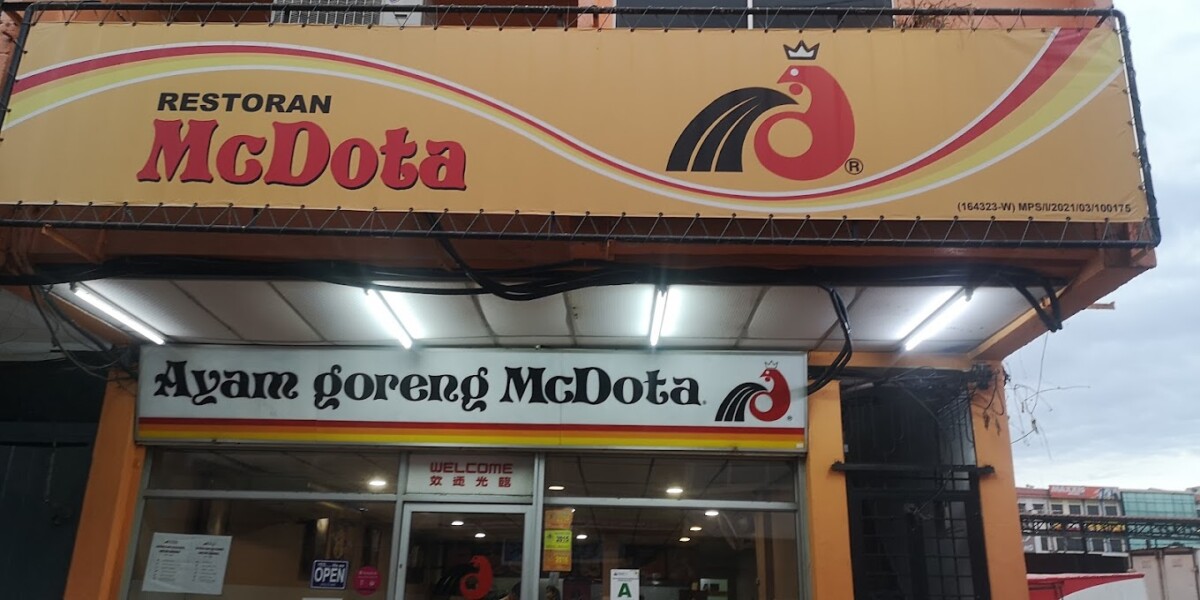 RESTORAN
McDota
®
(164323-W) MPS/I/2021/03/100175
Ayam goreng McDota
WELCOME
欢迎光临
OPEN
A